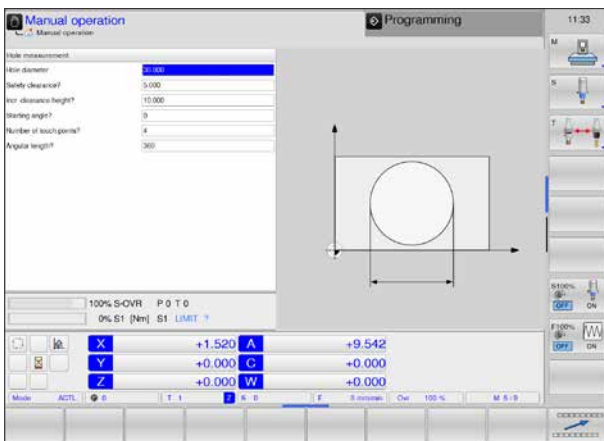 Manual operation
Manual operation
Programming
11:33
Hole measurement
Hole diameter 30.000
Safety clearance? 5.000
Incr. clearance height? 10.000
Starting angle? 0
Number of touch points? 4
Angular length? 360
M
S
T
100% S-OVR P0 T0
0% S1 [Nm] S1 LIMIT
S100%
OFF ON
F100%
OFF ON
X +1.520 A +9.542
Y +0.000 C +0.000
Z +0.000 W +0.000
Mode ACTL 0 T 1 Z S 0 F 0 mm/min Ovr 100 % M 5/9